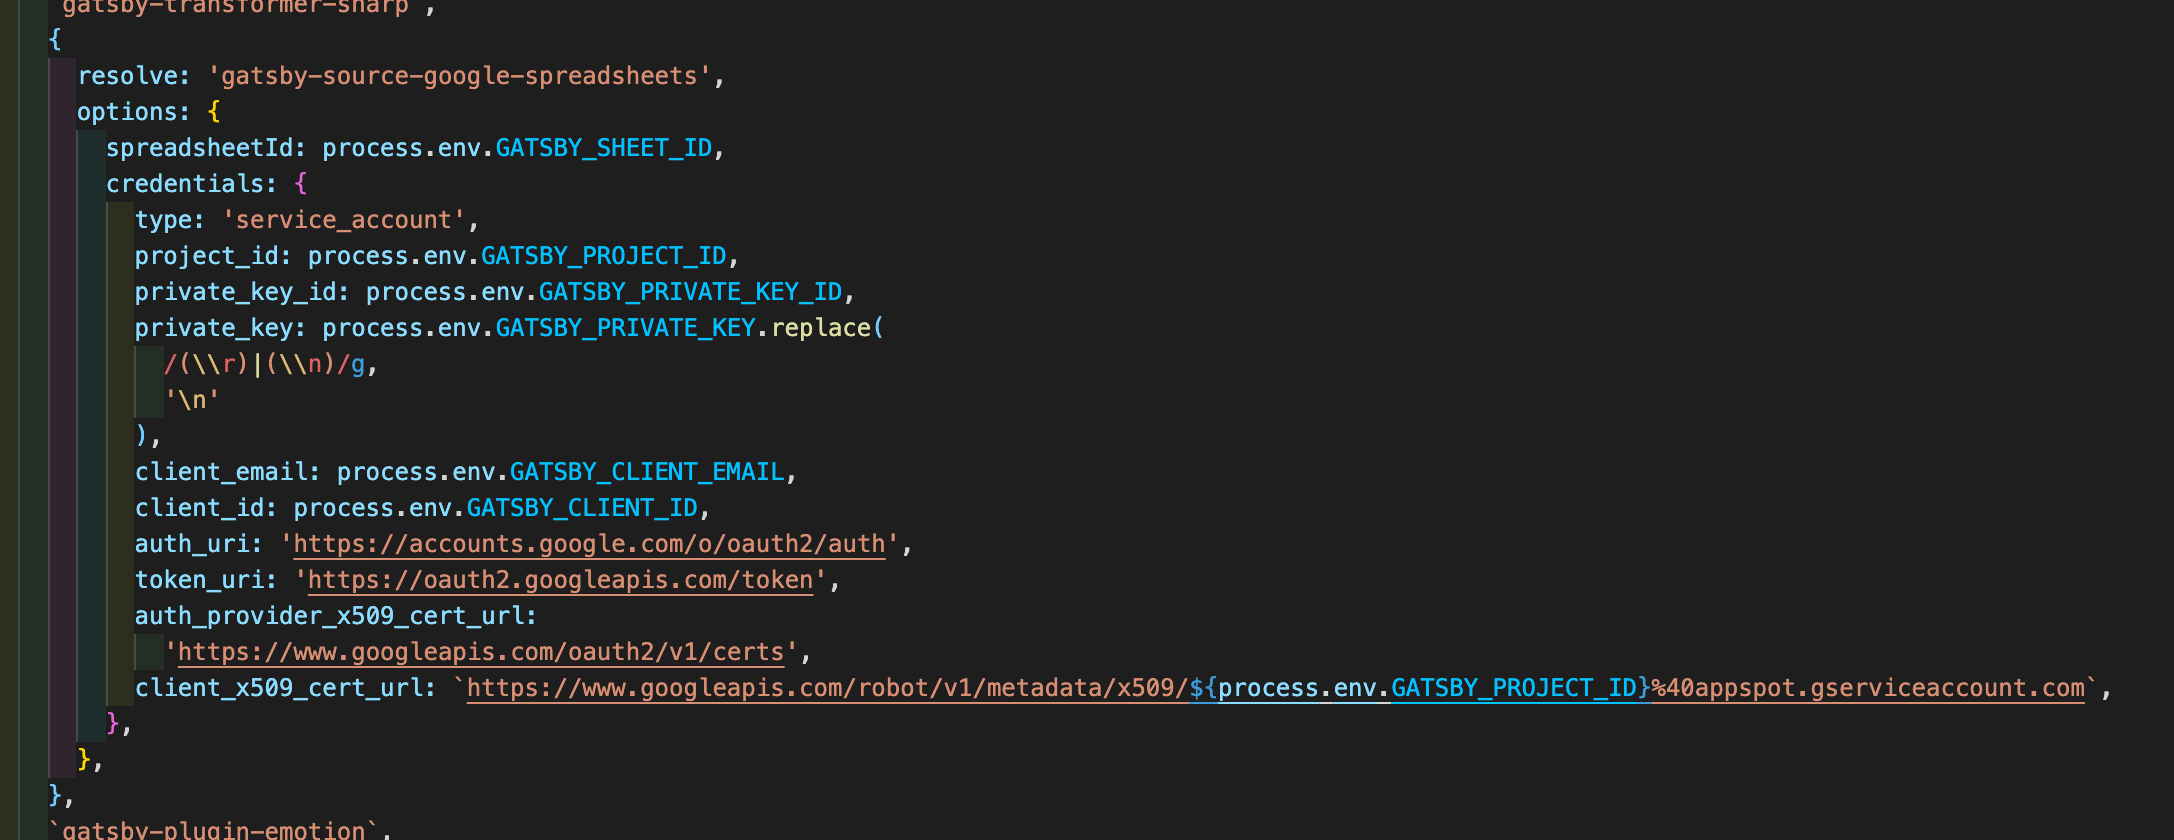 `gatsby-transformer-sharp`,
{
resolve: 'gatsby-source-google-spreadsheets',
options: {
spreadsheetId: process.env.GATSBY_SHEET_ID,
credentials: {
type: 'service_account',
project_id: process.env.GATSBY_PROJECT_ID,
private_key_id: process.env.GATSBY_PRIVATE_KEY_ID,
private_key: process.env.GATSBY_PRIVATE_KEY.replace(
/(\\r)|(\\n)/g,
'\n'
),
client_email: process.env.GATSBY_CLIENT_EMAIL,
client_id: process.env.GATSBY_CLIENT_ID,
auth_uri: 'https://accounts.google.com/o/oauth2/auth',
token_uri: 'https://oauth2.googleapis.com/token',
auth_provider_x509_cert_url:
'https://www.googleapis.com/oauth2/v1/certs',
client_x509_cert_url: `https://www.googleapis.com/robot/v1/metadata/x509/${process.env.GATSBY_PROJECT_ID}%40appspot.gserviceaccount.com`,
},
},
},
`gatsby-plugin-emotion`,